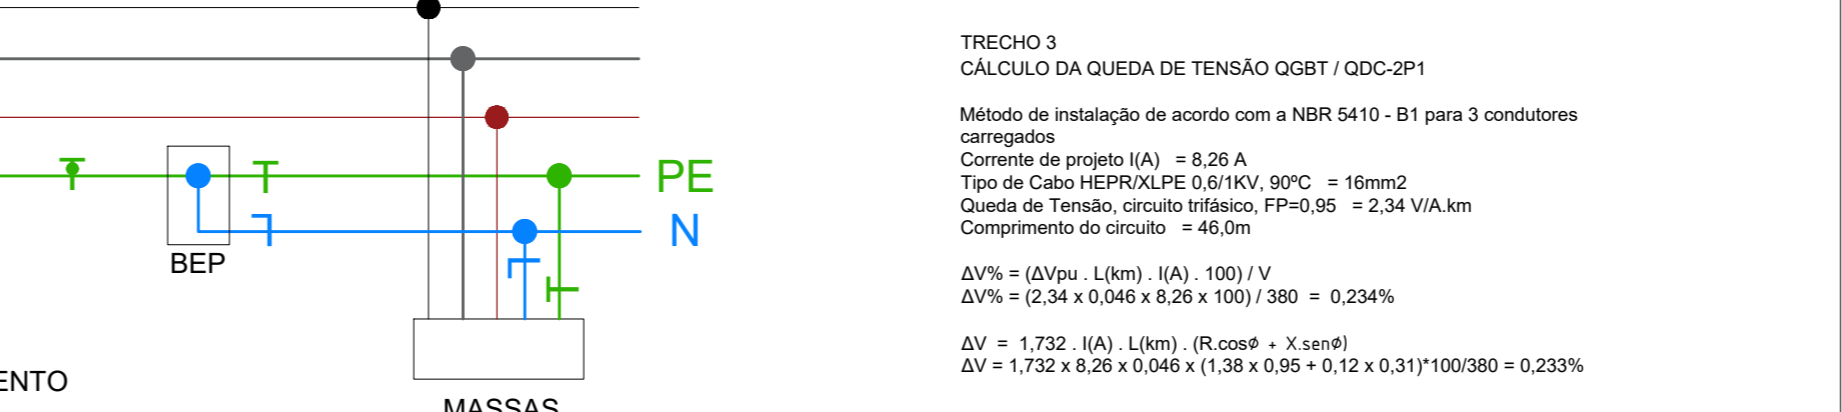 PE
N
BEP
ENTO
MASSAS
TRECHO 3
CÁLCULO DA QUEDA DE TENSÃO QGBT / QDC-2P1
Método de instalação de acordo com a NBR 5410 - B1 para 3 condutores
carregados
Corrente de projeto I(A)   = 8,26 A
Tipo de Cabo HEPR/XLPE 0,6/1KV, 90ºC   = 16mm2
Queda de Tensão, circuito trifásico, FP=0,95   = 2,34 V/A.km
Comprimento do circuito   = 46,0m
ΔV% = (ΔVpu . L(km) . I(A) . 100) / V
ΔV% = (2,34 x 0,046 x 8,26 x 100) / 380  =  0,234%
ΔV  =  1,732 . I(A) . L(km) . (R.cosø + X.senø)
ΔV = 1,732 x 8,26 x 0,046 x (1,38 x 0,95 + 0,12 x 0,31)*100/380 = 0,233%